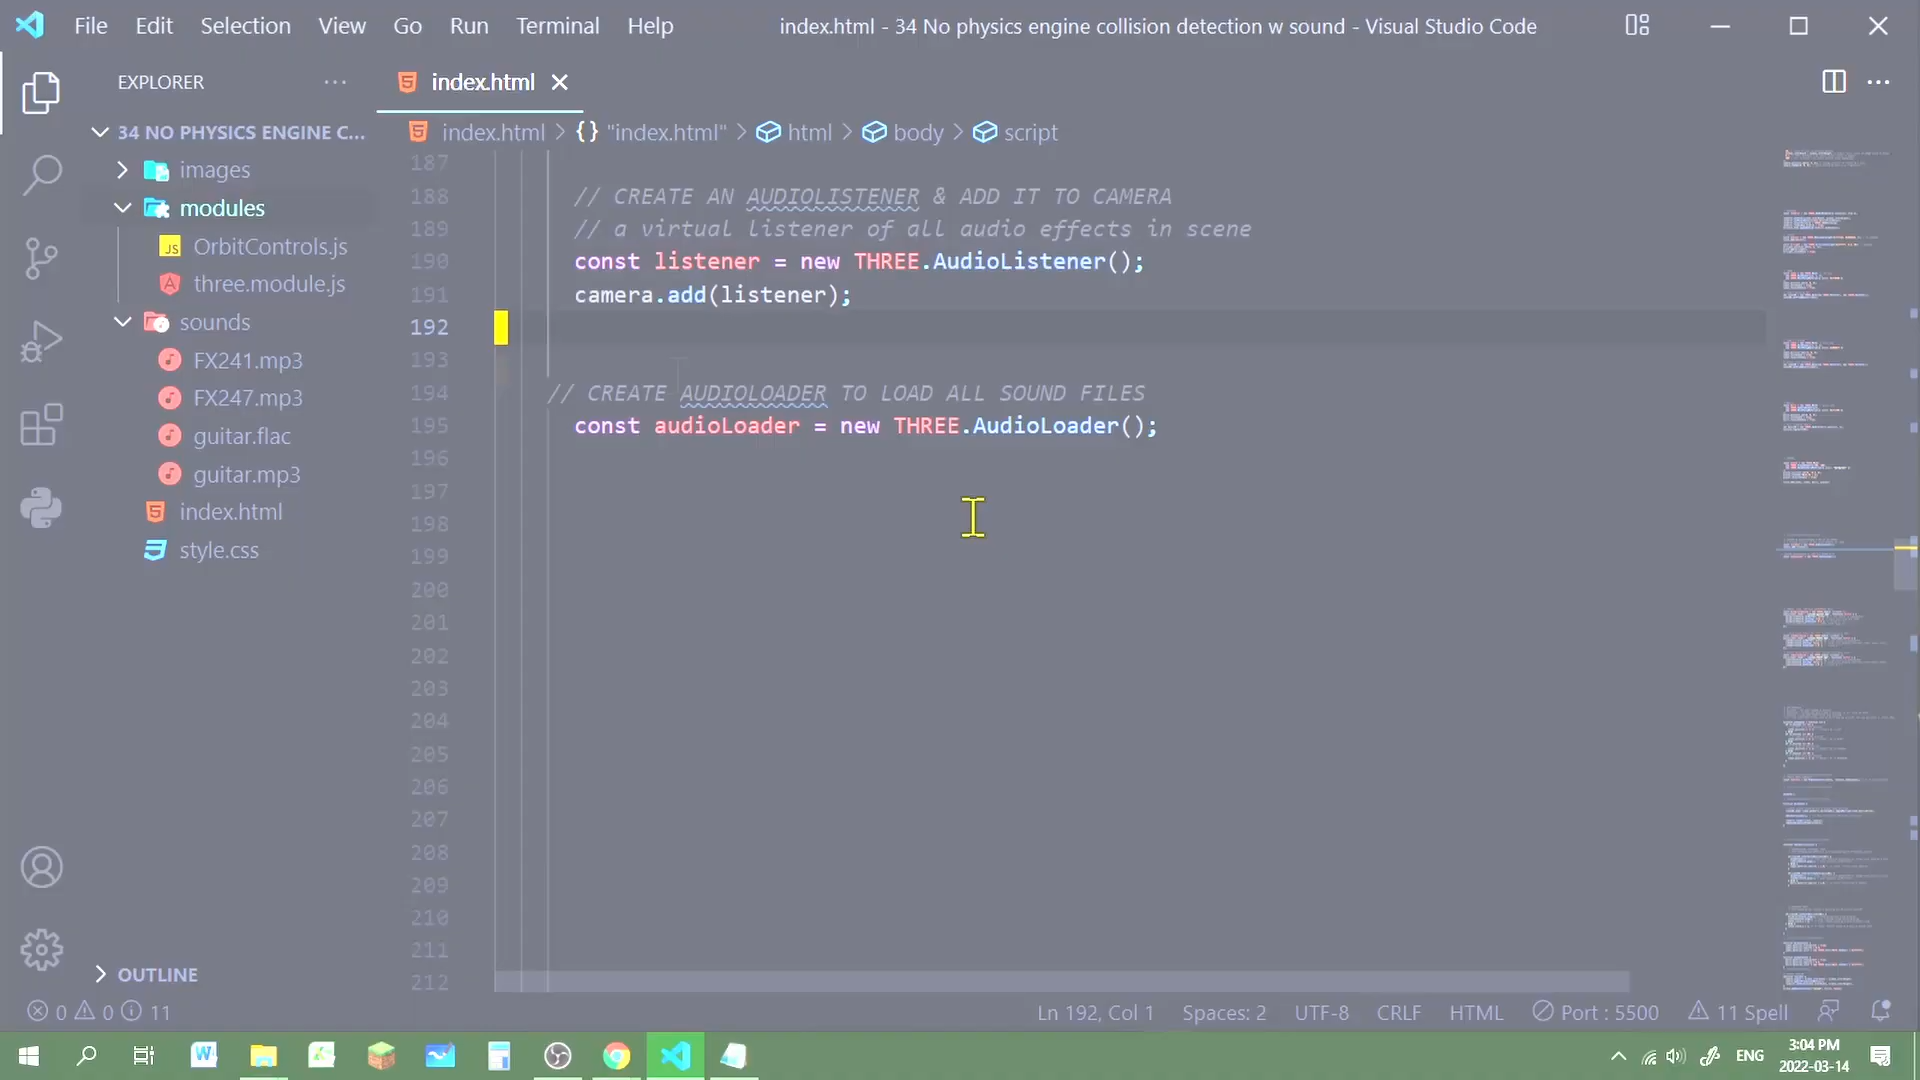 File Edit Selection View Go Run Terminal Help
index.html - 34 No physics engine collision detection w sound - Visual Studio Code
EXPLORER
index.html
34 NO PHYSICS ENGINE C...
index.html > {} "index.html" > html > body > script
images
modules
OrbitControls.js
three.module.js
sounds
FX241.mp3
FX247.mp3
guitar.flac
guitar.mp3
index.html
style.css
187
188 // CREATE AN AUDIOLISTENER & ADD IT TO CAMERA
189 // a virtual listener of all audio effects in scene
190 const listener = new THREE.AudioListener();
191 camera.add(listener);
192
193
194 // CREATE AUDIOLOADER TO LOAD ALL SOUND FILES
195 const audioLoader = new THREE.AudioLoader();
196
197
198
199
200
201
202
203
204
205
206
207
208
209
210
211
212
OUTLINE
0 0 11
Ln 192, Col 1 Spaces: 2 UTF-8 CRLF HTML Port : 5500 11 Spell
ENG
3:04 PM
2022-03-14